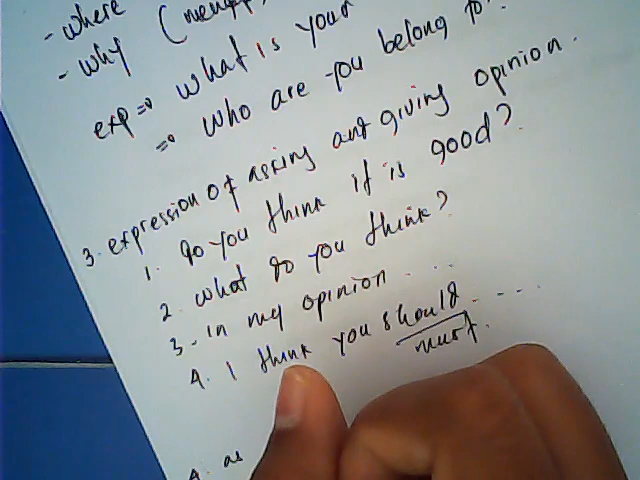 - where
- why (
exp => what is your
=> who are you belong to?
3. expression of asking and giving opinion.
1. do you think it is good?
2. what do you think?
3. in my opinion ....
4. I think you should ....
must.
4. as